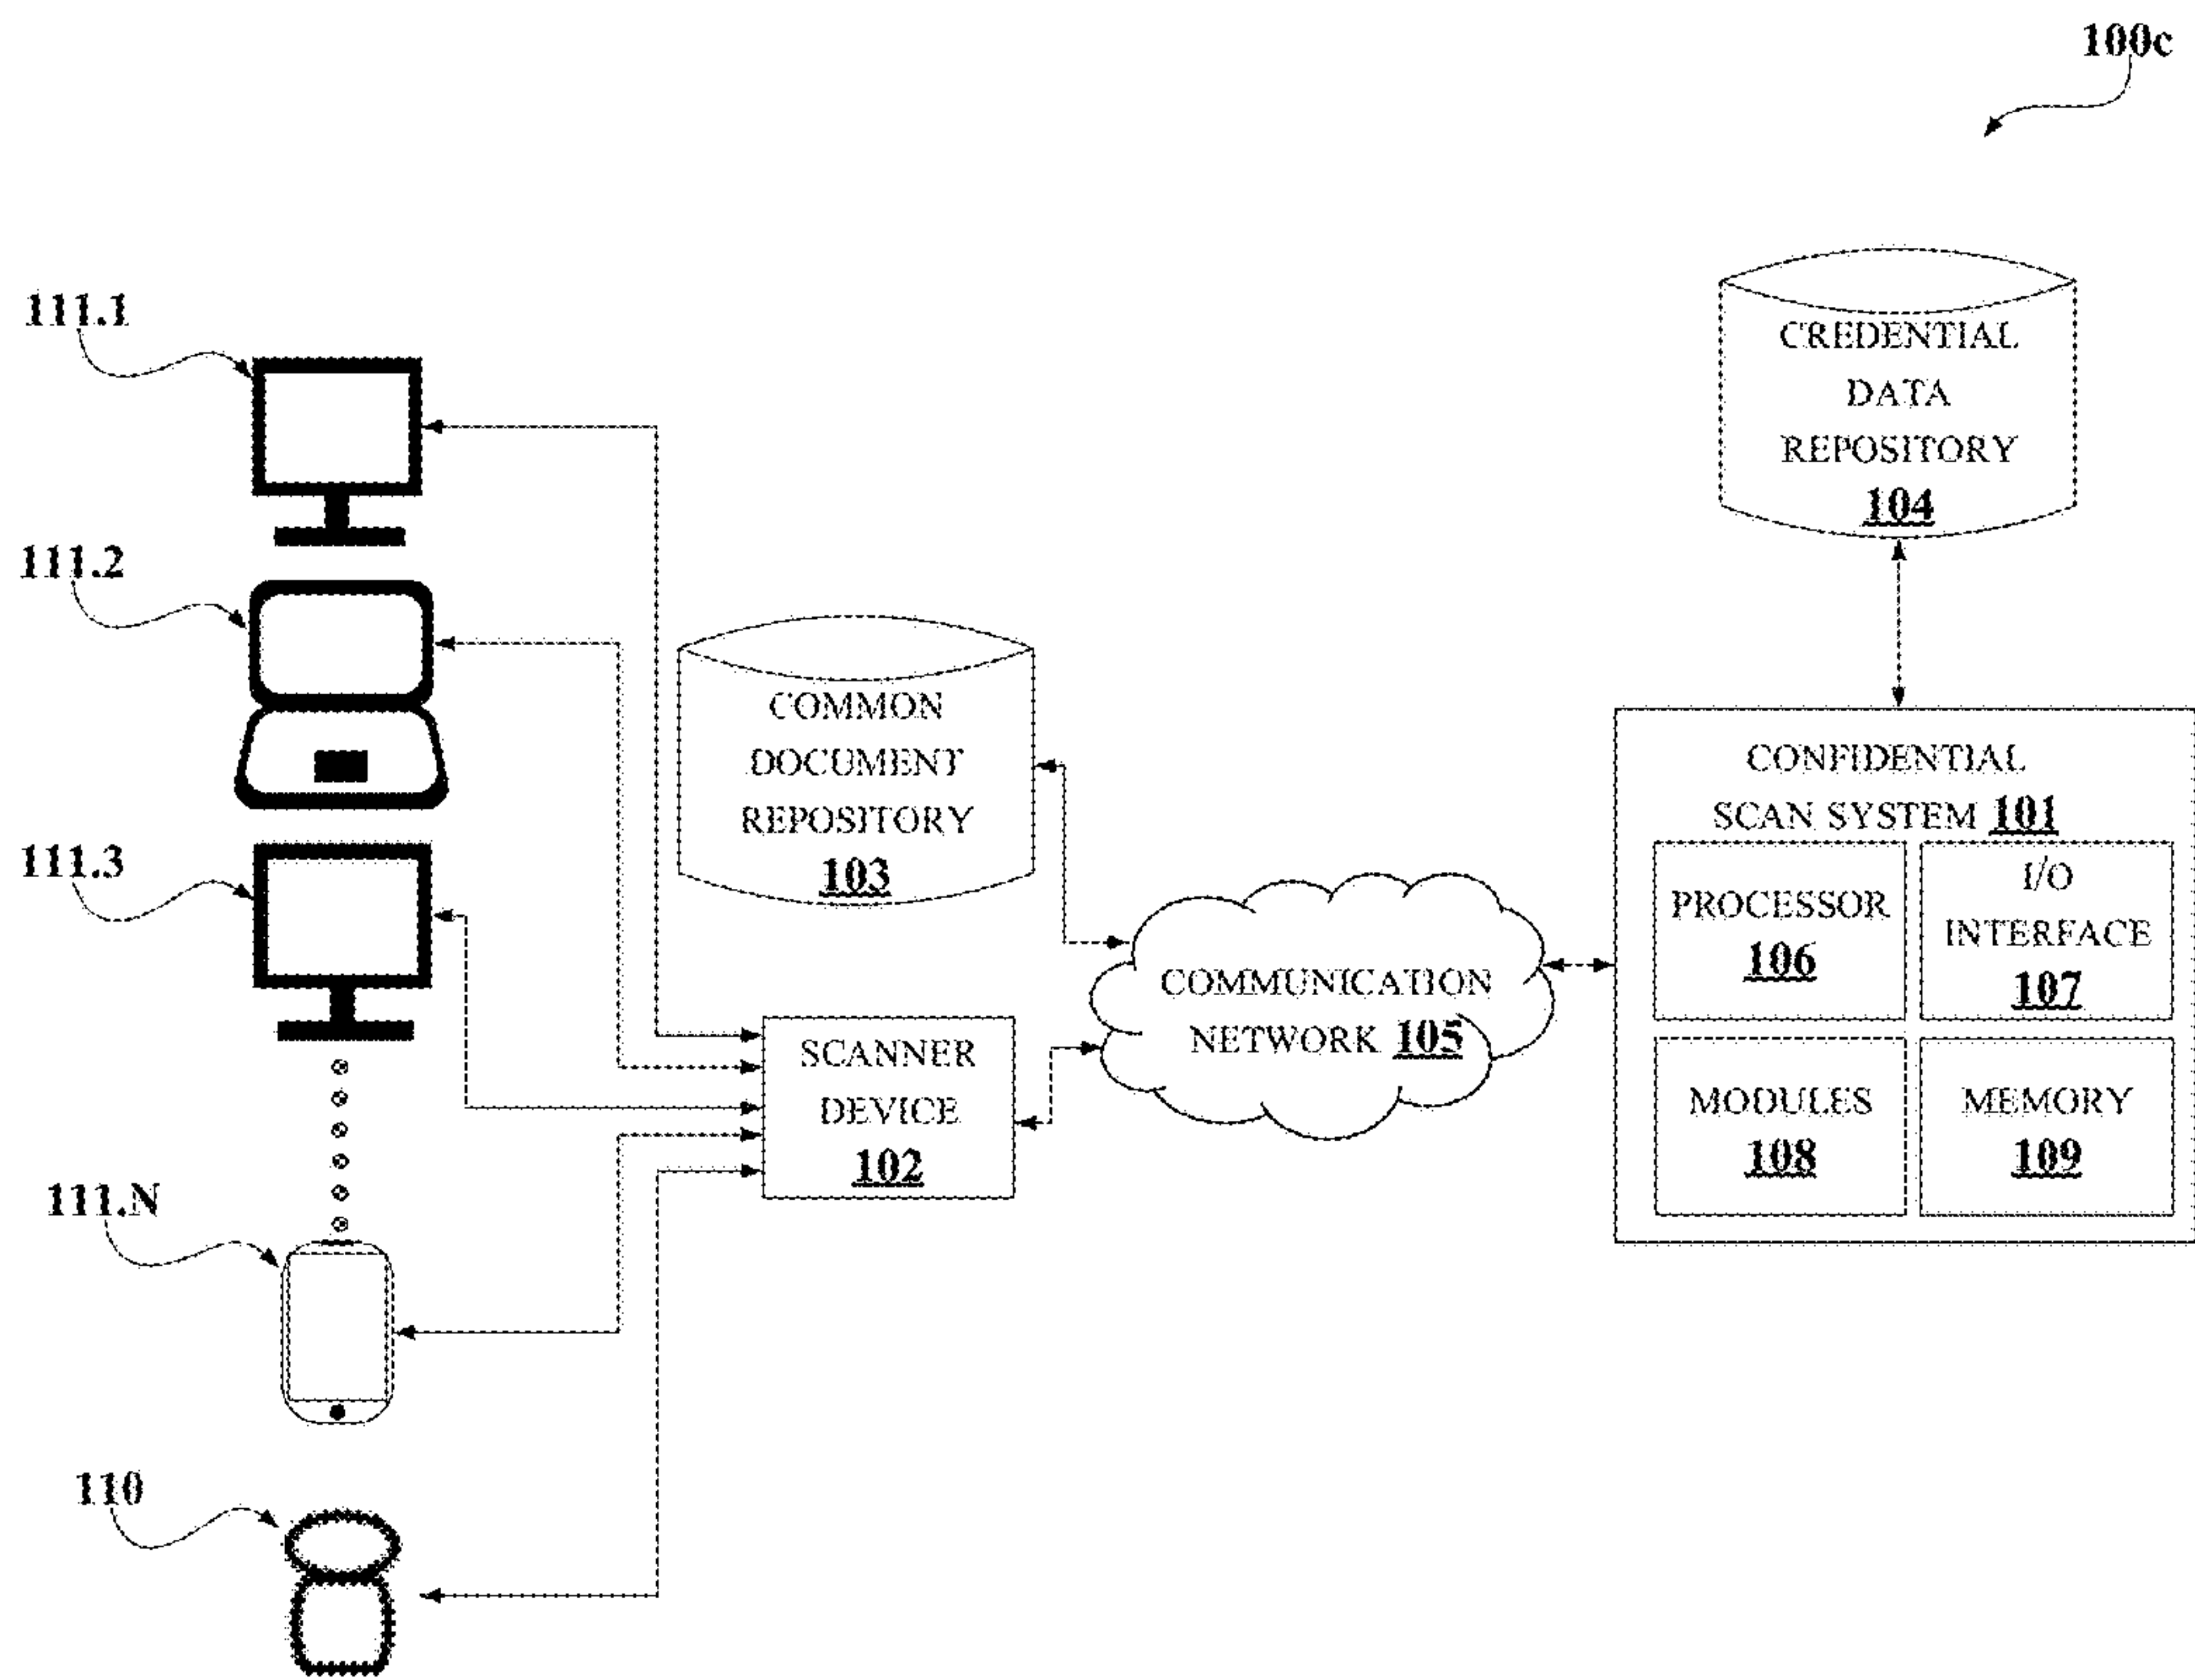 100c
111.1
111.2
111.3
111.N
110
COMMON
DOCUMENT
REPOSITORY
103
SCANNER
DEVICE
102
COMMUNICATION
NETWORK 105
CREDENTIAL
DATA
REPOSITORY
104
CONFIDENTIAL
SCAN SYSTEM 101
PROCESSOR
106
I/O
INTERFACE
107
MODULES
108
MEMORY
109